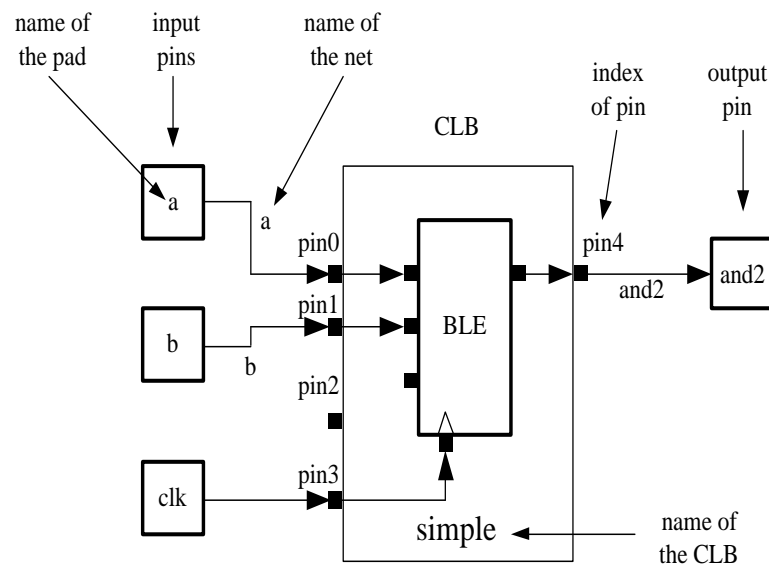 name of
the pad
input
pins
name of
the net
index
of pin
output
pin
CLB
a
a
pin0
pin4
and2
and2
pin1
b
b
BLE
pin2
pin3
clk
simple
name of
the CLB